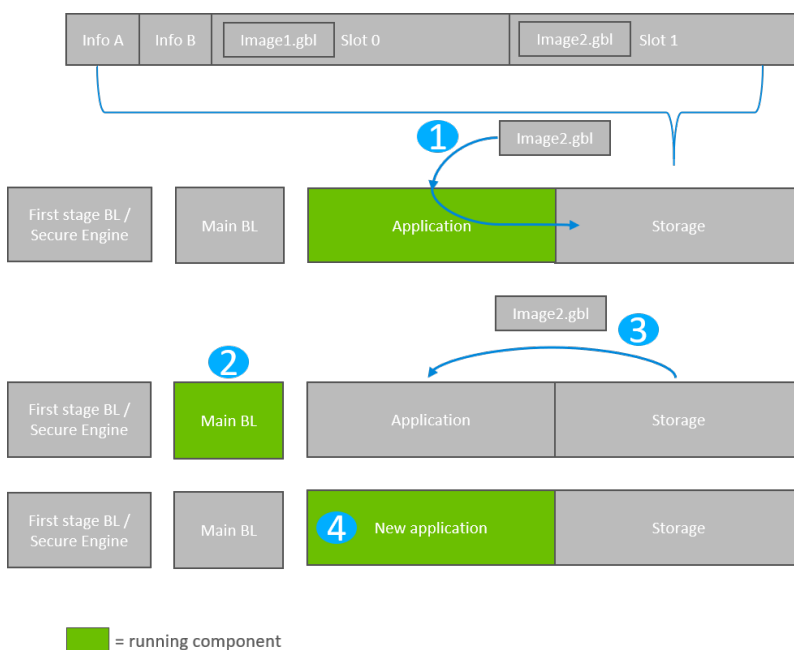 Info A
Info B
Image1.gbl
Slot 0
Image2.gbl
Slot 1
1
Image2.gbl
First stage BL /
Secure Engine
Main BL
Application
Storage
Image2.gbl
3
2
First stage BL /
Secure Engine
Main BL
Application
Storage
First stage BL /
Secure Engine
Main BL
4
New application
Storage
= running component